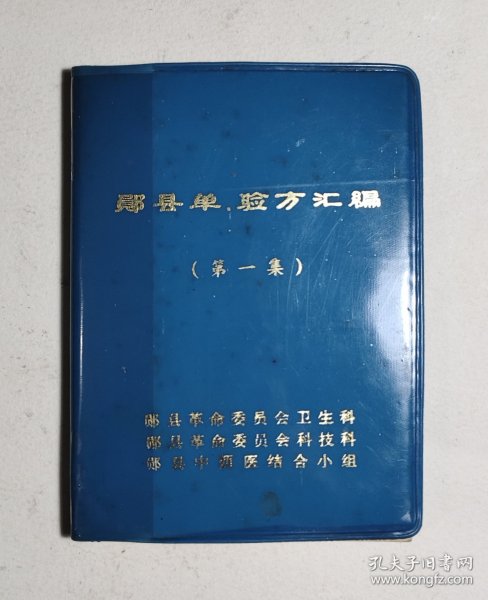 郧县单、验方汇编
(第一集)
郧县革命委员会卫生科
郧县革命委员会科技科
郧县中西医结合小组
孔夫子旧书网
kongfz.com